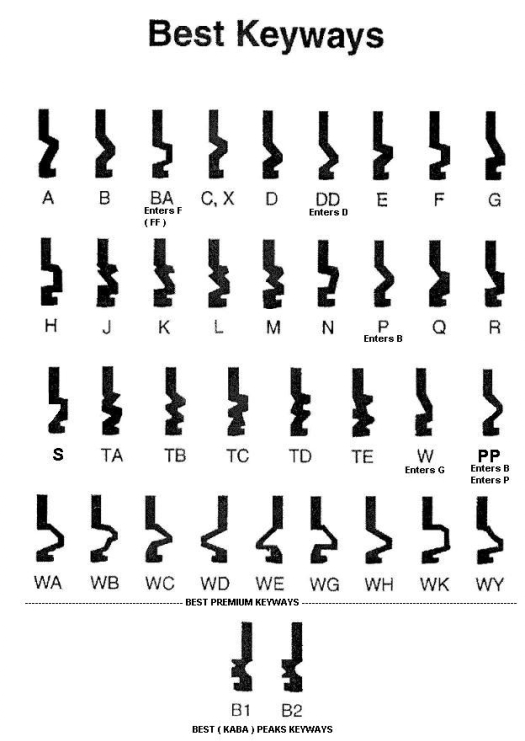 Best Keyways
A B BA C, X D DD E F G
Enters F Enters D
( FF )
H J K L M N P Q R
Enters B
S TA TB TC TD TE W PP
Enters G Enters B
Enters P
WA WB WC WD WE WG WH WK WY
BEST PREMIUM KEYWAYS
B1 B2
BEST ( KABA ) PEAKS KEYWAYS